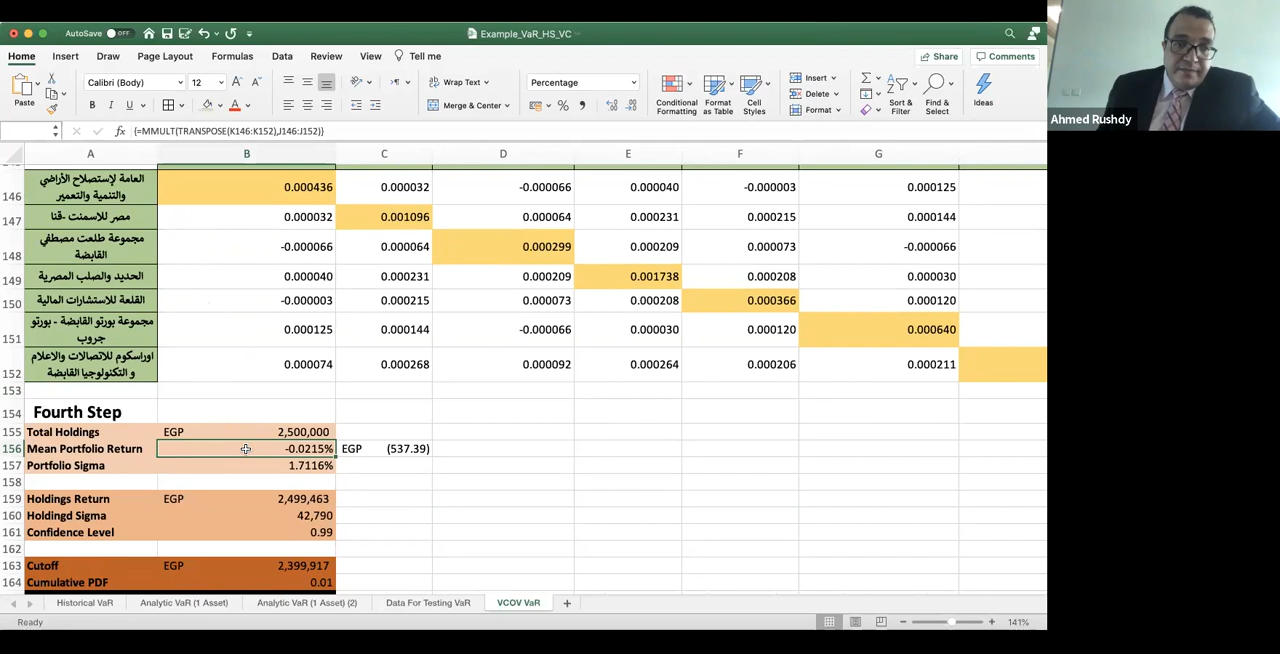 AutoSave OFF
Example_VaR_HS_VC
Home Insert Draw Page Layout Formulas Data Review View Tell me
Share Comments
Paste
Calibri (Body) 12
B I U
Wrap Text
Merge & Center
Percentage
Conditional Formatting
Format as Table
Cell Styles
Insert
Delete
Format
Sort & Filter
Find & Select
Ideas
Ahmed Rushdy
fx {=MMULT(TRANSPOSE(K146:K152),J146:J152)}
A B C D E F G
146 العامة لإستصلاح الأراضي
والتنمية والتعمير 0.000436 0.000032 -0.000066 0.000040 -0.000003 0.000125
147 مصر للاسمنت -قنا 0.000032 0.001096 0.000064 0.000231 0.000215 0.000144
148 مجموعة طلعت مصطفي
القابضة -0.000066 0.000064 0.000299 0.000209 0.000073 -0.000066
149 الحديد والصلب المصرية 0.000040 0.000231 0.000209 0.001738 0.000208 0.000030
150 القلعة للاستشارات المالية -0.000003 0.000215 0.000073 0.000208 0.000366 0.000120
151 مجموعة بورتو القابضة - بورتو
جروب 0.000125 0.000144 -0.000066 0.000030 0.000120 0.000640
152 اوراسكوم للاتصالات والاعلام
و التكنولوجيا القابضة 0.000074 0.000268 0.000092 0.000264 0.000206 0.000211
153
154 Fourth Step
155 Total Holdings EGP 2,500,000
156 Mean Portfolio Return -0.0215% EGP (537.39)
157 Portfolio Sigma 1.7116%
158
159 Holdings Return EGP 2,499,463
160 Holdingd Sigma 42,790
161 Confidence Level 0.99
162
163 Cutoff EGP 2,399,917
164 Cumulative PDF 0.01
Historical VaR Analytic VaR (1 Asset) Analytic VaR (1 Asset) (2) Data For Testing VaR VCOV VaR
Ready
141%